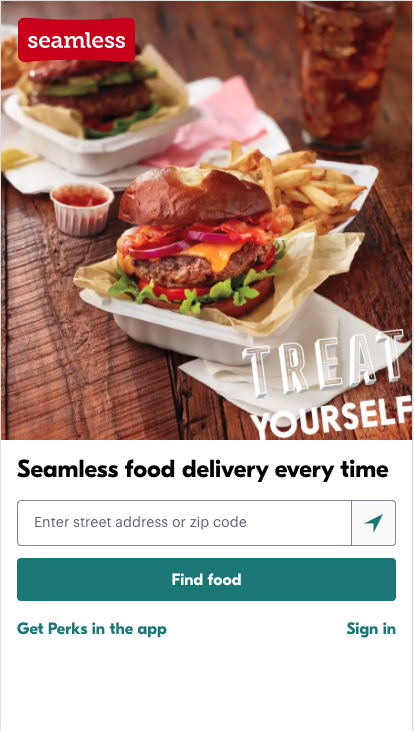 seamless
TREAT
YOURSELF
Seamless food delivery every time
Enter street address or zip code
Find food
Get Perks in the app
Sign in